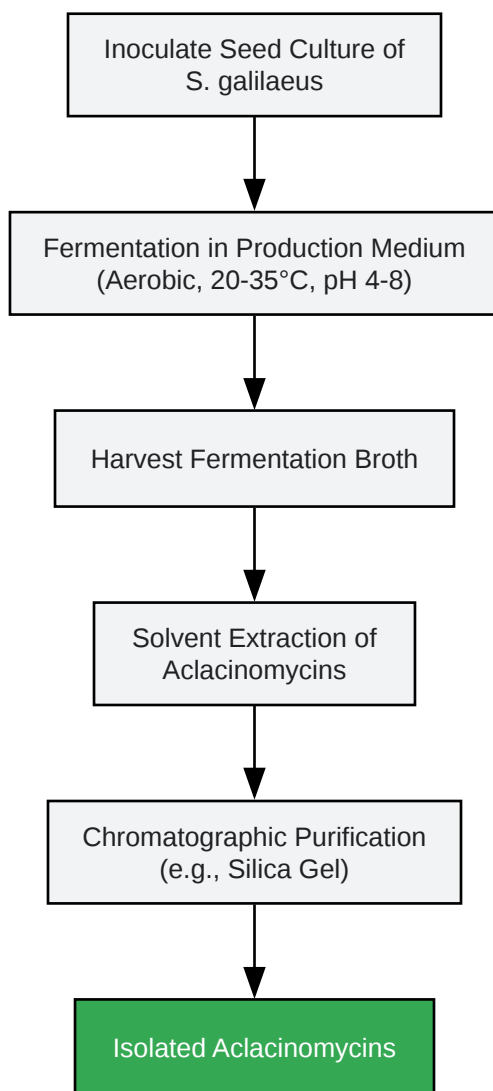 Inoculate Seed Culture of
S. galilaeus
Fermentation in Production Medium
(Aerobic, 20-35°C, pH 4-8)
Harvest Fermentation Broth
Solvent Extraction of
Aclacinomycins
Chromatographic Purification
(e.g., Silica Gel)
Isolated Aclacinomycins